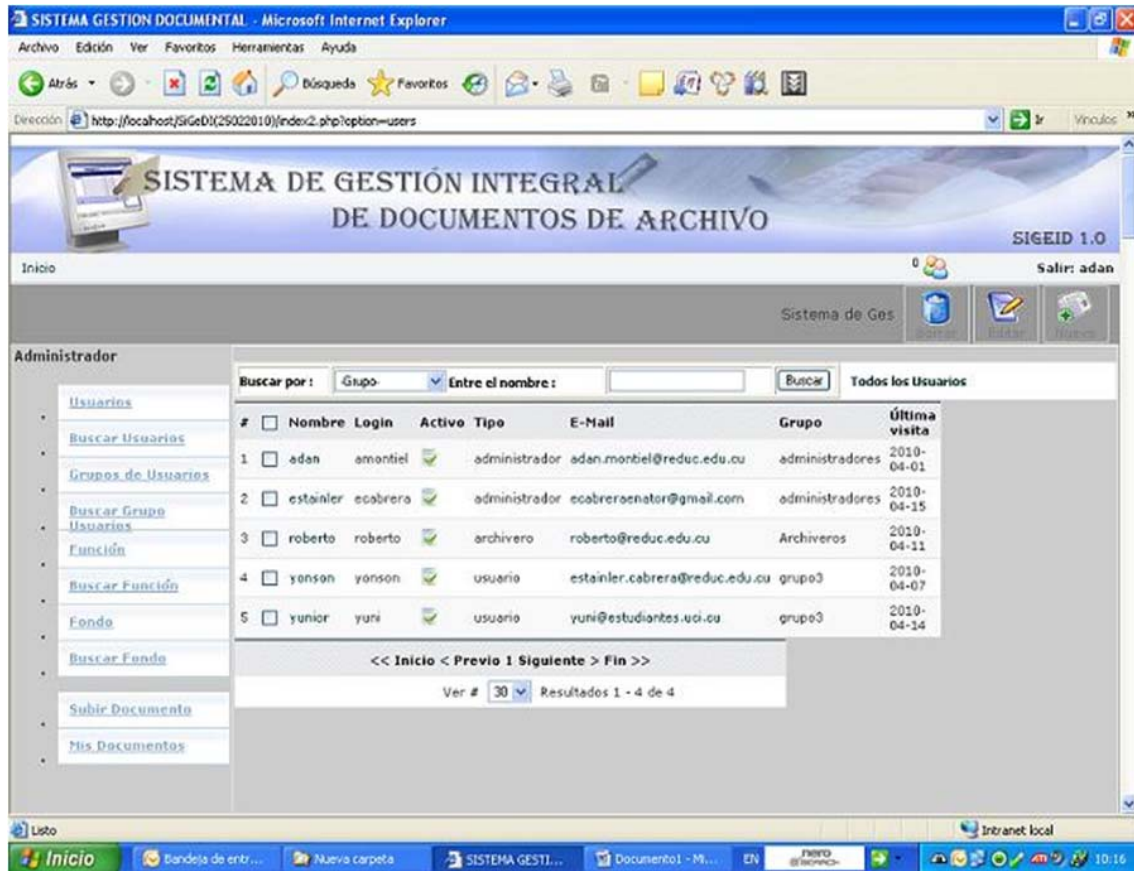 SISTEMA GESTION DOCUMENTAL - Microsoft Internet Explorer
Archivo Edición Ver Favoritos Herramientas Ayuda
Atrás Búsqueda Favoritos
Dirección http://localhost/SiGeDI(25022010)/index2.php?option=users Ir Vínculos »
SISTEMA DE GESTIÓN INTEGRAL
DE DOCUMENTOS DE ARCHIVO
SIGEID 1.0
Inicio 0 Salir: adan
Sistema de Ges Borrar Editar Nuevo
Administrador
Usuarios
Buscar Usuarios
Grupos de Usuarios
Buscar Grupo
Usuarios
Función
Buscar Función
Fondo
Buscar Fondo
Subir Documento
Mis Documentos
Buscar por : -Grupo- Entre el nombre : Buscar Todos los Usuarios
# Nombre Login Activo Tipo E-Mail Grupo Última visita
1 adan amontiel administrador adan.montiel@reduc.edu.cu administradores 2010-04-01
2 estainler ecabrera administrador ecabreraenator@gmail.com administradores 2010-04-15
3 roberto roberto archivero roberto@reduc.edu.cu Archiveros 2010-04-11
4 yonson yonson usuario estainler.cabrera@reduc.edu.cu grupo3 2010-04-07
5 yunior yuni usuario yuni@estudiantes.uci.cu grupo3 2010-04-14
<< Inicio < Previo 1 Siguiente > Fin >>
Ver # 30 Resultados 1 - 4 de 4
Listo Intranet local
Inicio Bandeja de entr... Nueva carpeta SISTEMA GESTI... Documento1 - Mi... EN nero 10:16